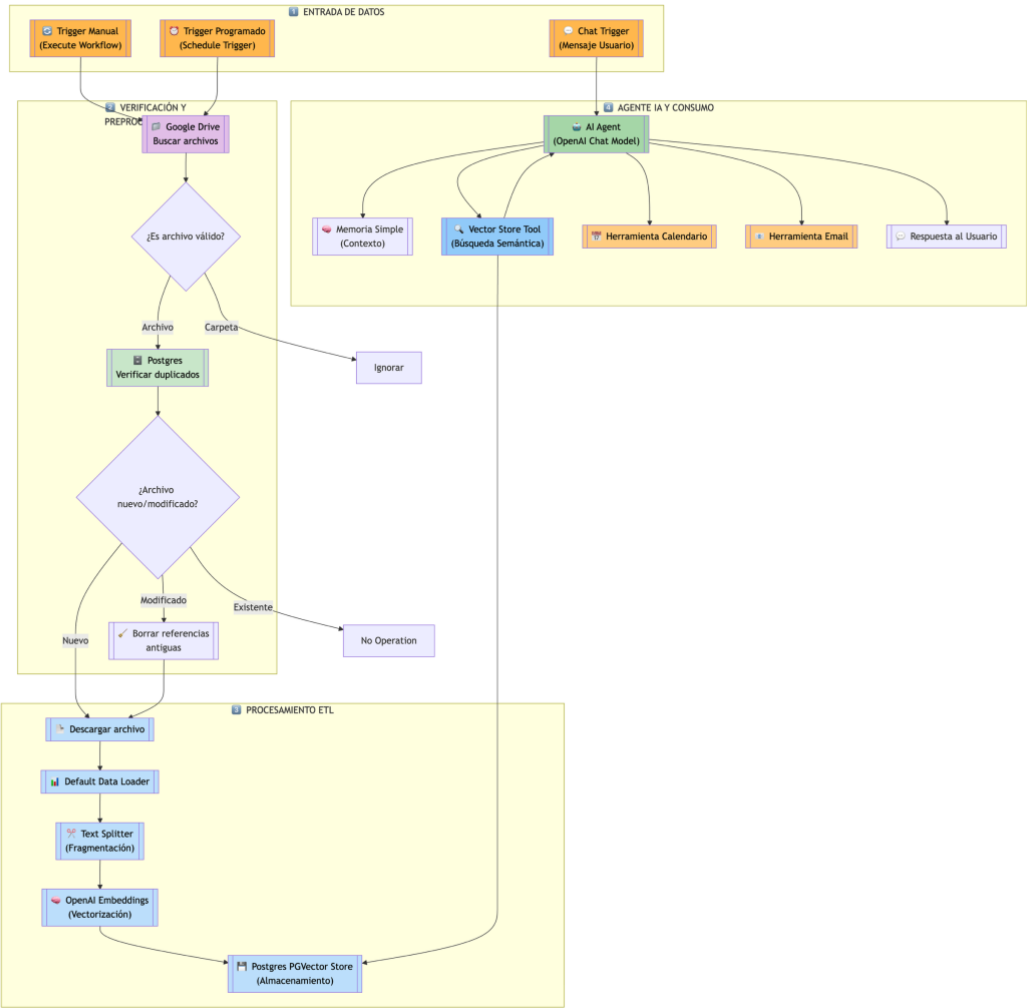 1 ENTRADA DE DATOS
Trigger Manual
(Execute Workflow)
Trigger Programado
(Schedule Trigger)
Chat Trigger
(Mensaje Usuario)
2 VERIFICACIÓN Y
Google Drive
Buscar archivos
¿Es archivo válido?
Archivo
Carpeta
Ignorar
Postgres
Verificar duplicados
¿Archivo
nuevo/modificado?
Nuevo
Modificado
Existente
Borrar referencias
antiguas
No Operation
4 AGENTE IA Y CONSUMO
AI Agent
(OpenAI Chat Model)
Memoria Simple
(Contexto)
Vector Store Tool
(Búsqueda Semántica)
Herramienta Calendario
Herramienta Email
Respuesta al Usuario
3 PROCESAMIENTO ETL
Descargar archivo
Default Data Loader
Text Splitter
(Fragmentación)
OpenAI Embeddings
(Vectorización)
Postgres PGVector Store
(Almacenamiento)